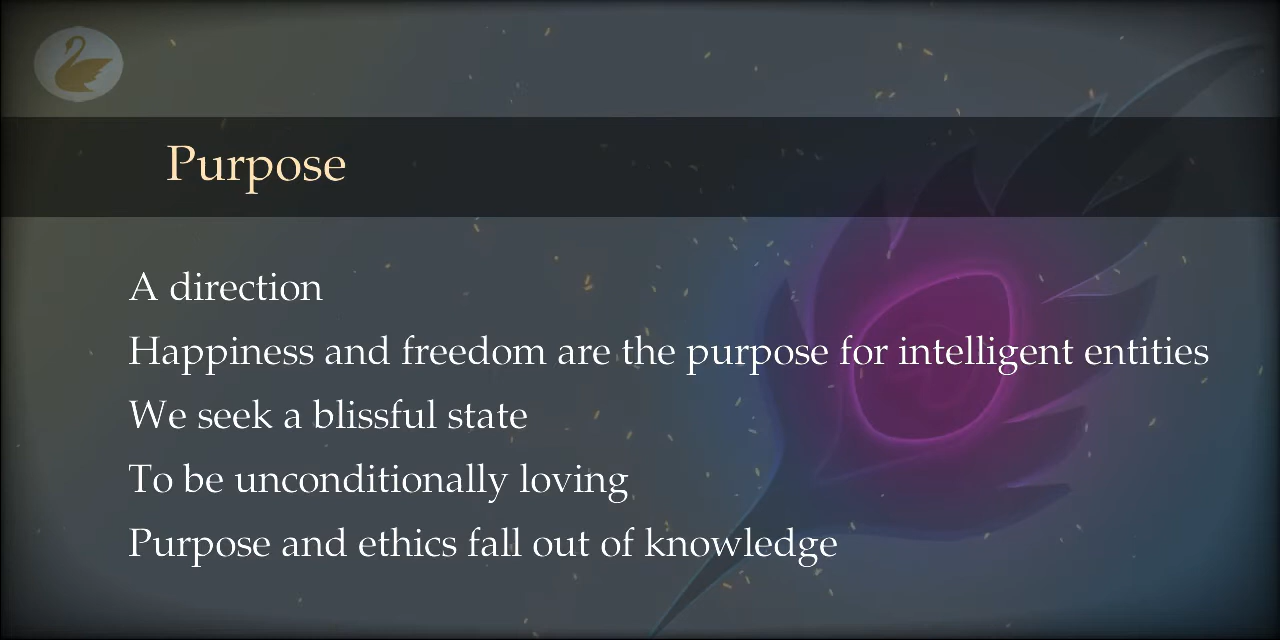 Purpose
A direction
Happiness and freedom are the purpose for intelligent entities
We seek a blissful state
To be unconditionally loving
Purpose and ethics fall out of knowledge